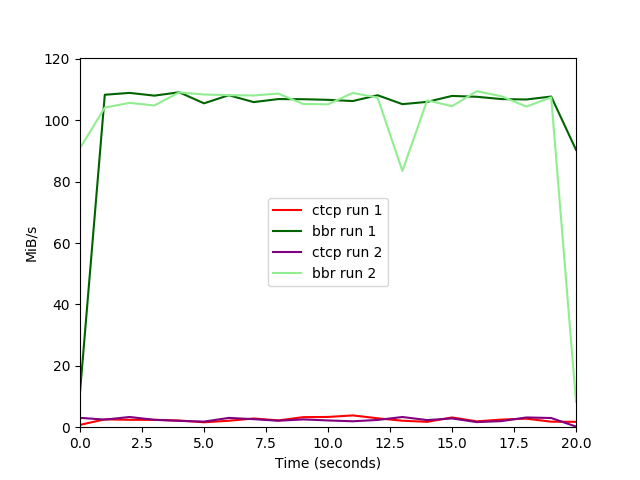 120
100
80
60
40
20
0
MiB/s
ctcp run 1
bbr run 1
ctcp run 2
bbr run 2
0.0 2.5 5.0 7.5 10.0 12.5 15.0 17.5 20.0
Time (seconds)